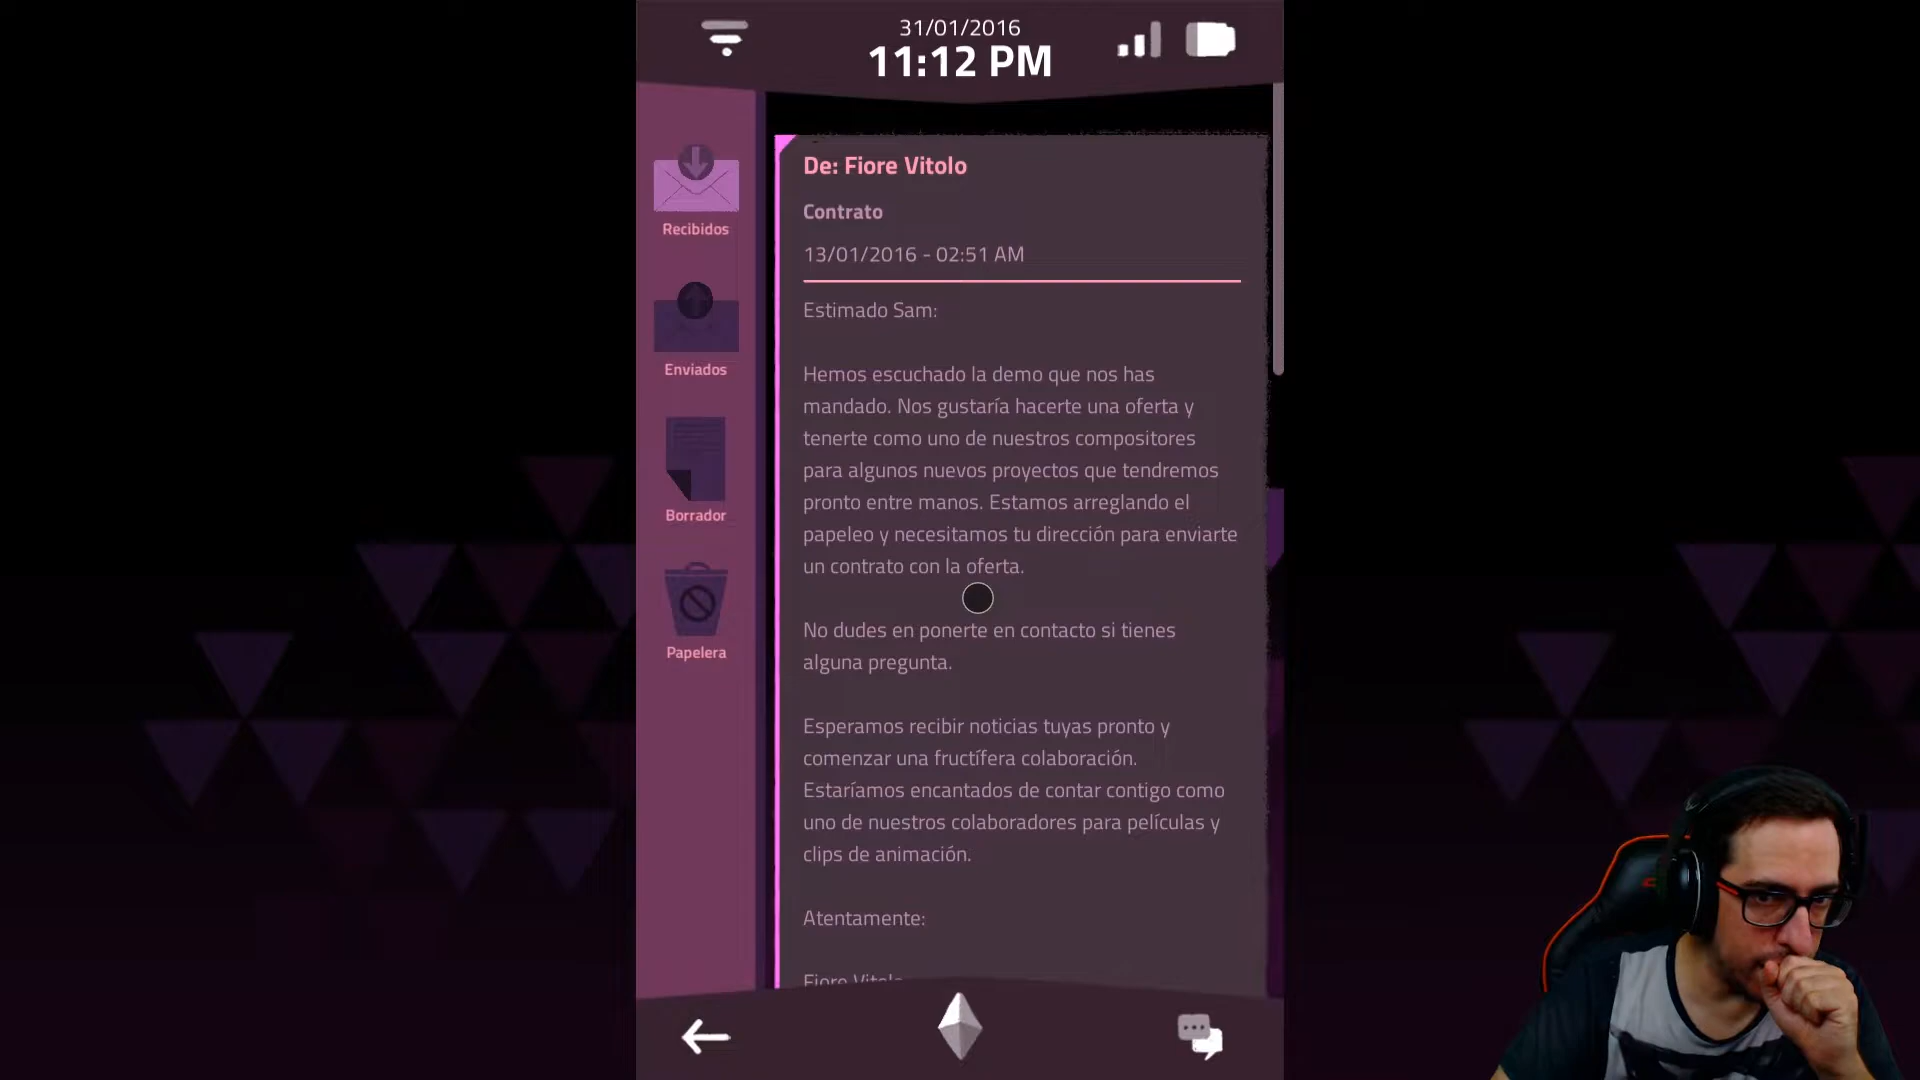 31/01/2016
11:12 PM
Recibidos
Enviados
Borrador
Papelera
De: Fiore Vitolo
Contrato
13/01/2016 - 02:51 AM
Estimado Sam:
Hemos escuchado la demo que nos has
mandado. Nos gustaría hacerte una oferta y
tenerte como uno de nuestros compositores
para algunos nuevos proyectos que tendremos
pronto entre manos. Estamos arreglando el
papeleo y necesitamos tu dirección para enviarte
un contrato con la oferta.
No dudes en ponerte en contacto si tienes
alguna pregunta.
Esperamos recibir noticias tuyas pronto y
comenzar una fructífera colaboración.
Estaríamos encantados de contar contigo como
uno de nuestros colaboradores para películas y
clips de animación.
Atentamente:
Fiore Vitolo